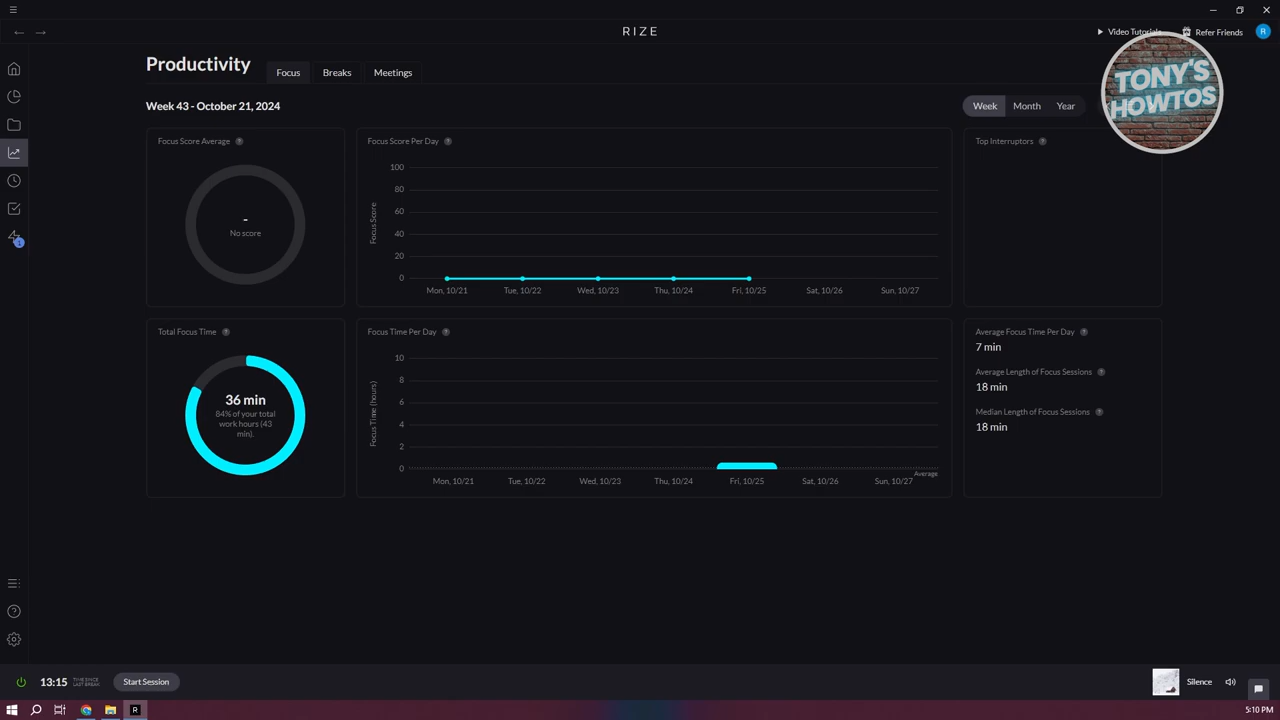 RIZE
Video Tutorials
Refer Friends
R
TONY'S
HOWTOS
Productivity
Focus
Breaks
Meetings
Week 43 - October 21, 2024
Week
Month
Year
Focus Score Average ?
-
No score
Focus Score Per Day ?
Focus Score
100
80
60
40
20
0
Mon, 10/21
Tue, 10/22
Wed, 10/23
Thu, 10/24
Fri, 10/25
Sat, 10/26
Sun, 10/27
Top Interruptors ?
Total Focus Time ?
36 min
84% of your total
work hours (43
min).
Focus Time Per Day ?
Focus Time (hours)
10
8
6
4
2
0
Average
Mon, 10/21
Tue, 10/22
Wed, 10/23
Thu, 10/24
Fri, 10/25
Sat, 10/26
Sun, 10/27
Average Focus Time Per Day ?
7 min
Average Length of Focus Sessions ?
18 min
Median Length of Focus Sessions ?
18 min
1
13:15
TIME SINCE
LAST BREAK
Start Session
Silence
R
5:10 PM